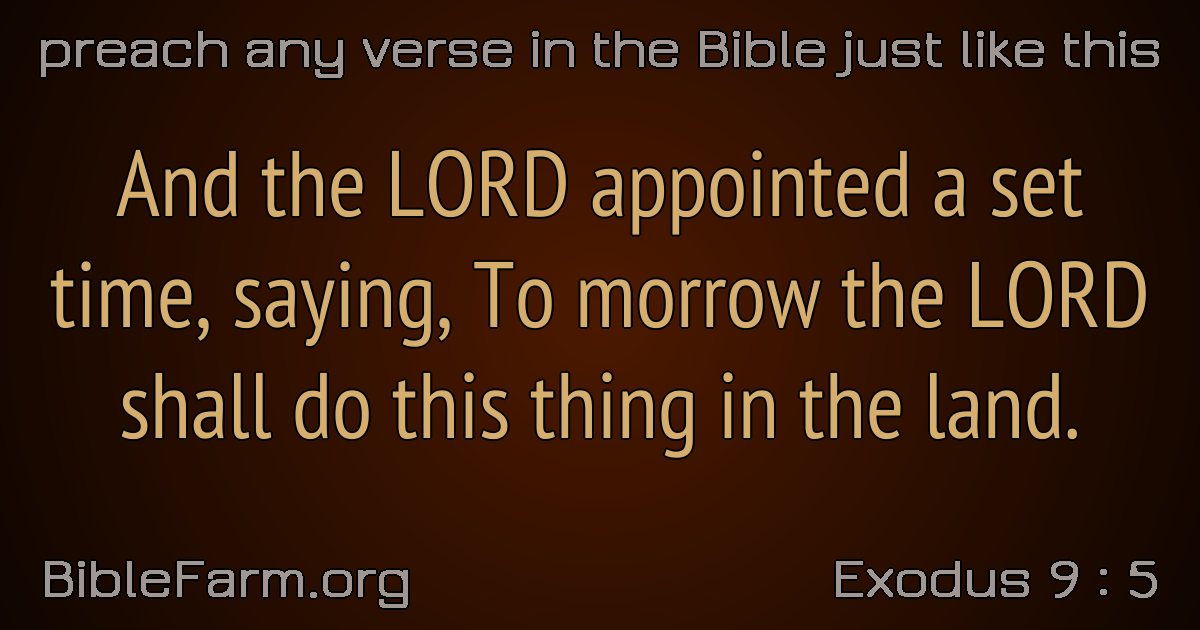 preach any verse in the Bible just like this
And the LORD appointed a set
time, saying, To morrow the LORD
shall do this thing in the land.
BibleFarm.org
Exodus 9 : 5